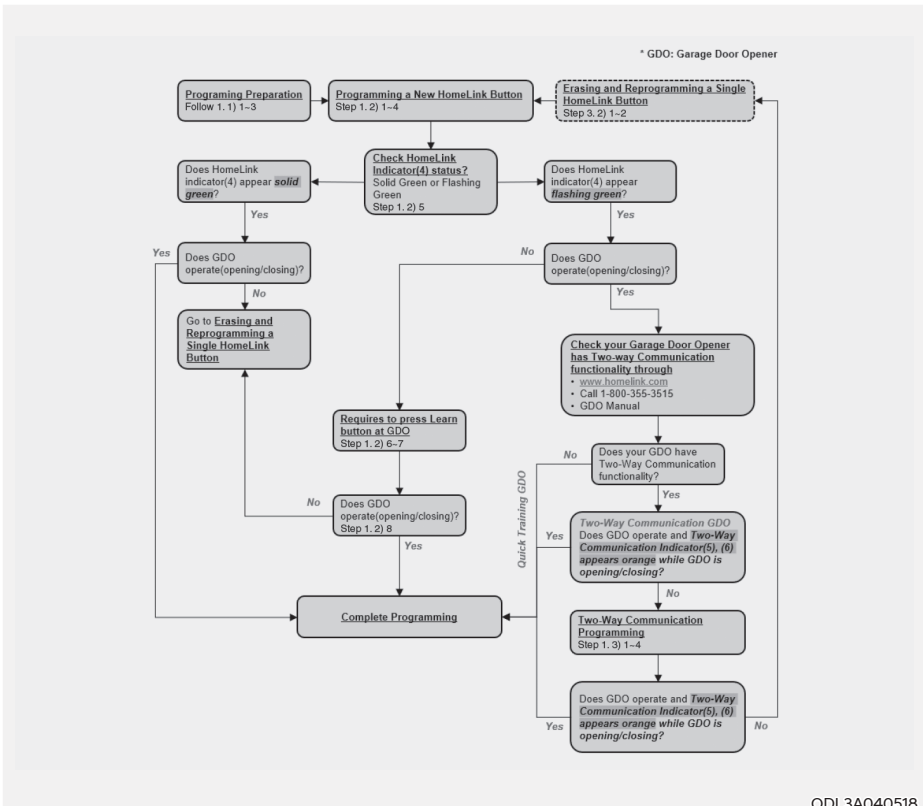 * GDO: Garage Door Opener
Programing Preparation
Follow 1. 1) 1~3
Programming a New HomeLink Button
Step 1. 2) 1~4
Erasing and Reprogramming a Single
HomeLink Button
Step 3. 2) 1~2
Does HomeLink
indicator(4) appear solid
green?
Check HomeLink
Indicator(4) status?
Solid Green or Flashing
Green
Step 1. 2) 5
Does HomeLink
indicator(4) appear
flashing green?
Yes
Yes
Yes
Does GDO
operate(opening/closing)?
No
Does GDO
operate(opening/closing)?
No
Yes
Go to Erasing and
Reprogramming a
Single HomeLink
Button
Check your Garage Door Opener
has Two-way Communication
functionality through
• www.homelink.com
• Call 1-800-355-3515
• GDO Manual
Requires to press Learn
button at GDO
Step 1. 2) 6~7
No
Does your GDO have
Two-Way Communication
functionality?
Yes
Quick Training GDO
No
Does GDO
operate(opening/closing)?
Step 1. 2) 8
Yes
Yes
Two-Way Communication GDO
Does GDO operate and Two-Way
Communication Indicator(5), (6)
appears orange while GDO is
opening/closing?
No
Complete Programming
Two-Way Communication
Programming
Step 1. 3) 1~4
Does GDO operate and Two-Way
Communication Indicator(5), (6)
appears orange while GDO is
opening/closing?
Yes
No
ODL3A040518